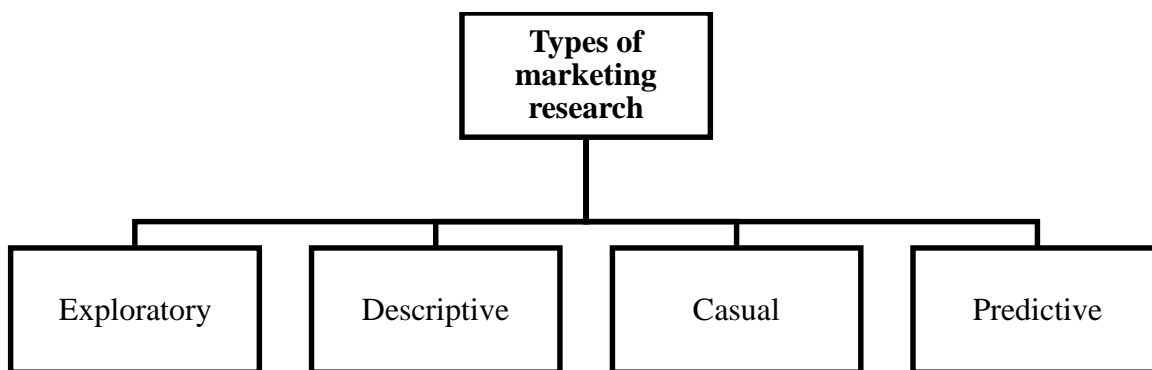 Types of
marketing
research
Exploratory
Descriptive
Casual
Predictive